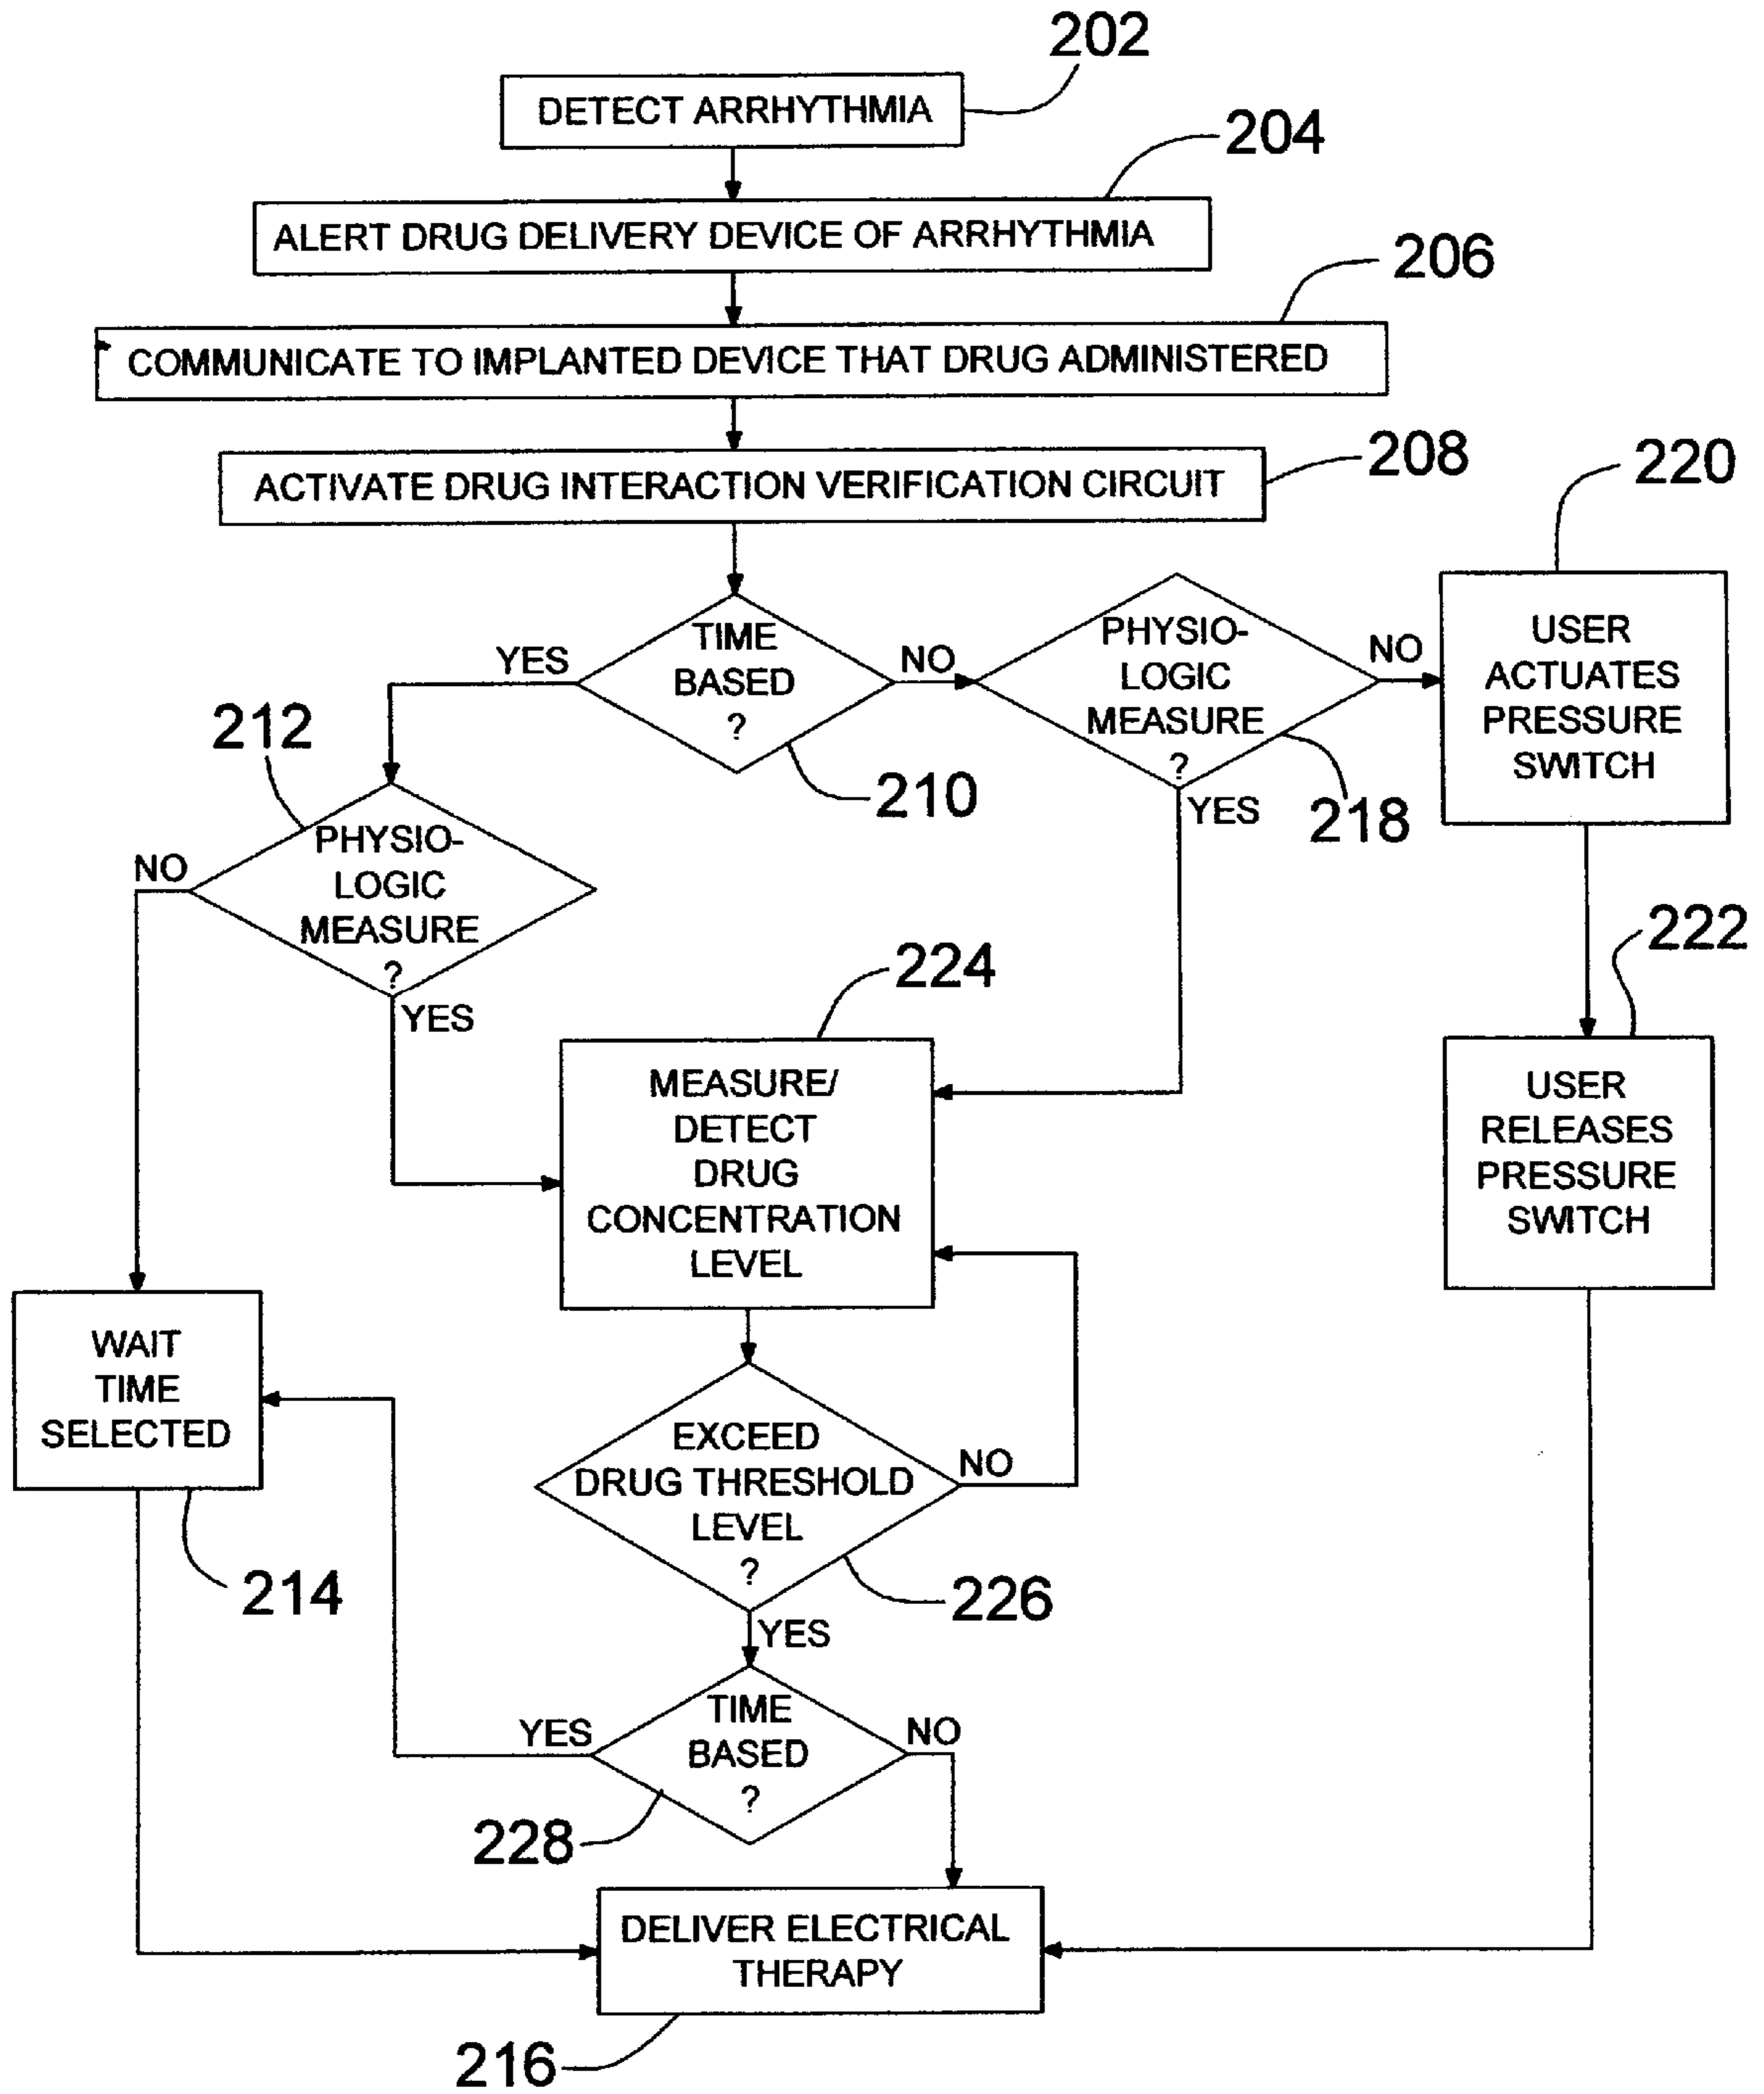 202
DETECT ARRHYTHMIA
204
ALERT DRUG DELIVERY DEVICE OF ARRHYTHMIA
206
COMMUNICATE TO IMPLANTED DEVICE THAT DRUG ADMINISTERED
208
ACTIVATE DRUG INTERACTION VERIFICATION CIRCUIT
220
TIME
BASED
?
YES
NO
210
PHYSIO-
LOGIC
MEASURE
?
NO
YES
218
USER
ACTUATES
PRESSURE
SWITCH
212
PHYSIO-
LOGIC
MEASURE
?
NO
YES
222
USER
RELEASES
PRESSURE
SWITCH
224
MEASURE/
DETECT
DRUG
CONCENTRATION
LEVEL
WAIT
TIME
SELECTED
214
EXCEED
DRUG THRESHOLD
LEVEL
?
NO
226
YES
TIME
BASED
?
YES
NO
228
DELIVER ELECTRICAL
THERAPY
216